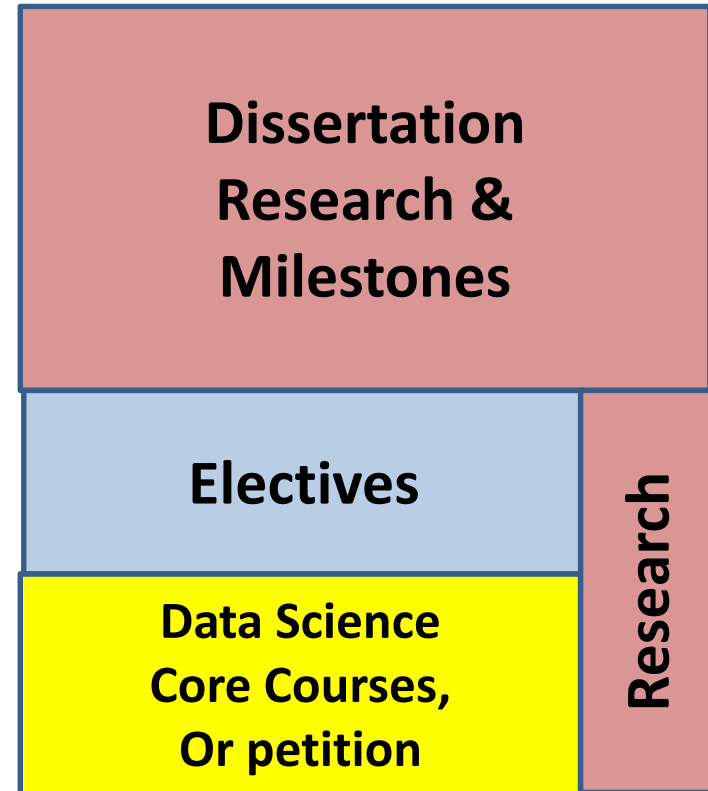 Dissertation
Research &
Milestones
Electives
Research
Data Science
Core Courses,
Or petition